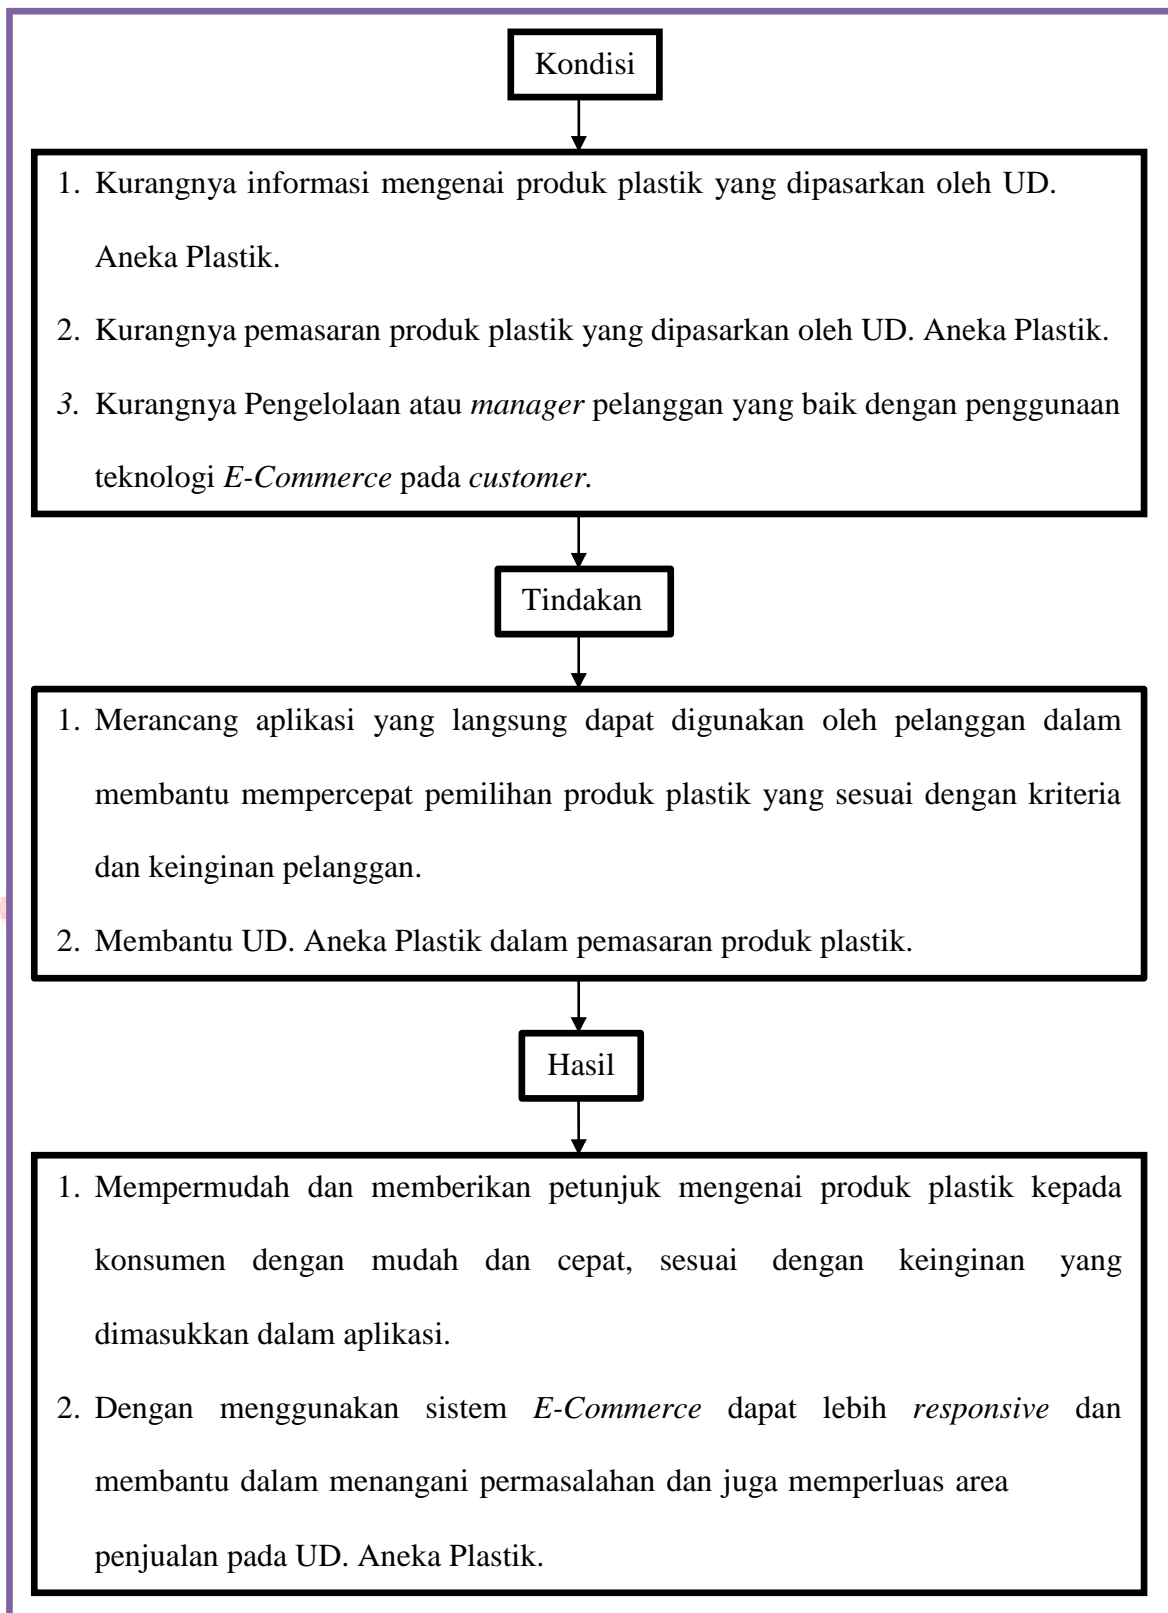 Kondisi
1. Kurangnya informasi mengenai produk plastik yang dipasarkan oleh UD.
Aneka Plastik.
2. Kurangnya pemasaran produk plastik yang dipasarkan oleh UD. Aneka Plastik.
3. Kurangnya Pengelolaan atau manager pelanggan yang baik dengan penggunaan
teknologi E-Commerce pada customer.
Tindakan
1. Merancang aplikasi yang langsung dapat digunakan oleh pelanggan dalam
membantu mempercepat pemilihan produk plastik yang sesuai dengan kriteria
dan keinginan pelanggan.
2. Membantu UD. Aneka Plastik dalam pemasaran produk plastik.
Hasil
1. Mempermudah dan memberikan petunjuk mengenai produk plastik kepada
konsumen dengan mudah dan cepat, sesuai dengan keinginan yang
dimasukkan dalam aplikasi.
2. Dengan menggunakan sistem E-Commerce dapat lebih responsive dan
membantu dalam menangani permasalahan dan juga memperluas area
penjualan pada UD. Aneka Plastik.